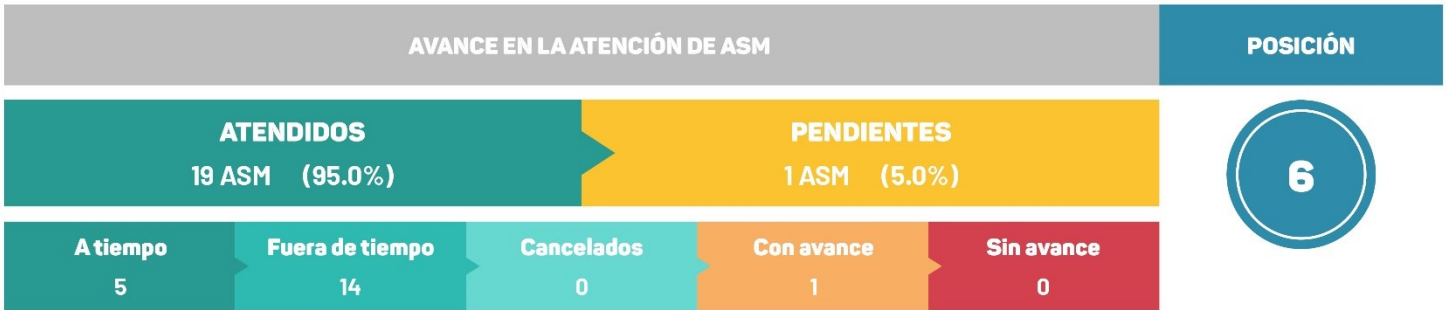 AVANCE EN LA ATENCIÓN DE ASM
POSICIÓN
ATENDIDOS
19 ASM (95.0%)
PENDIENTES
1 ASM (5.0%)
6
A tiempo
5
Fuera de tiempo
14
Cancelados
0
Con avance
1
Sin avance
0